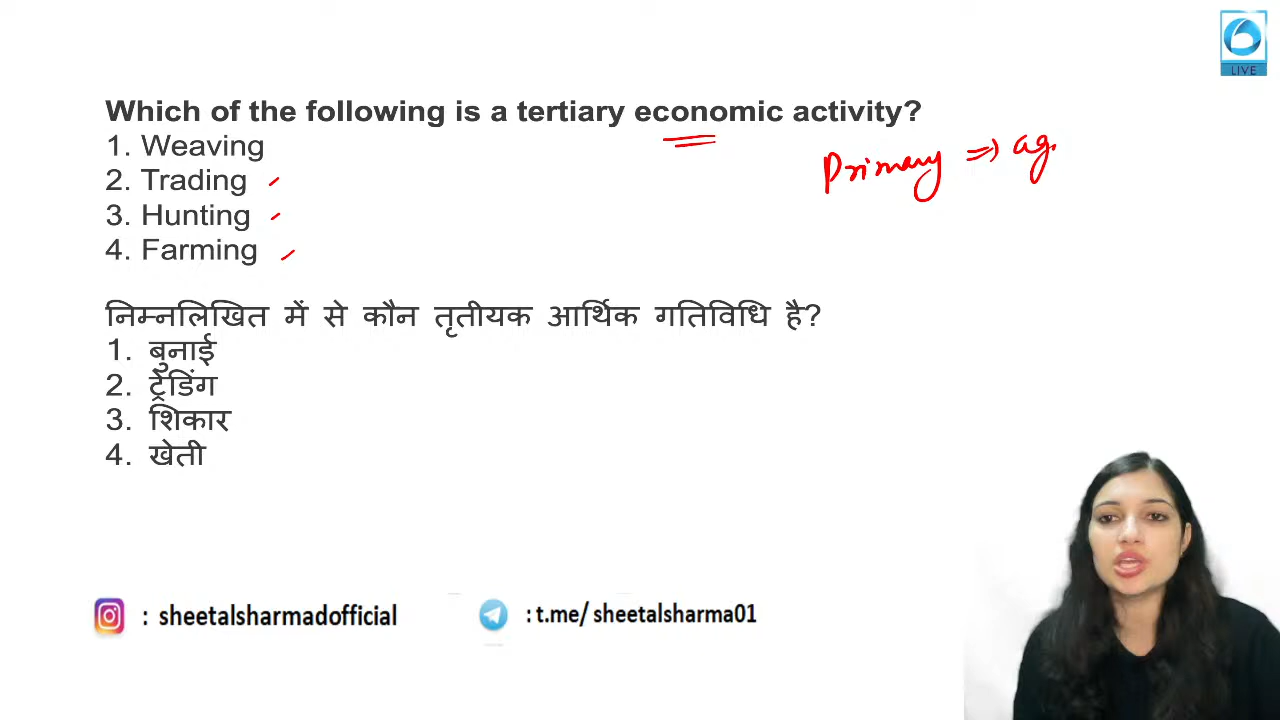 LIVE
Which of the following is a tertiary economic activity?
1. Weaving
2. Trading
3. Hunting
4. Farming
Primary => ag.
निम्नलिखित में से कौन तृतीयक आर्थिक गतिविधि है?
1. बुनाई
2. ट्रेडिंग
3. शिकार
4. खेती
: sheetalsharmadofficial
: t.me/ sheetalsharma01